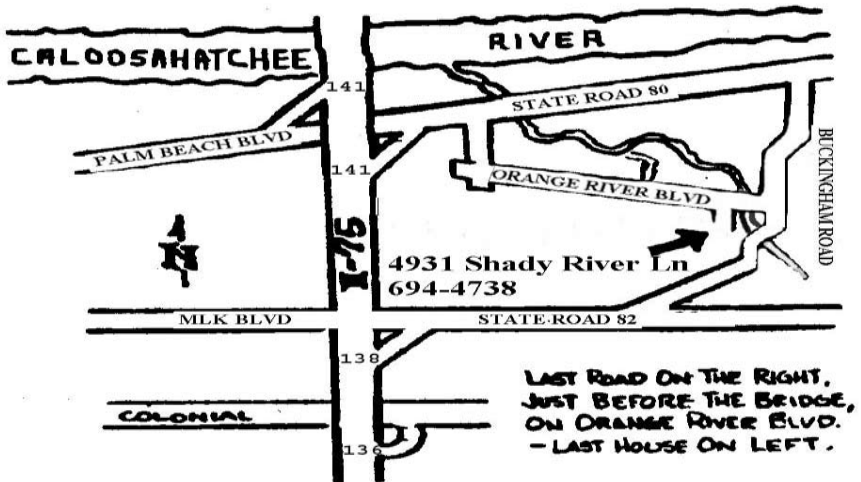 CALOOSAHATCHEE RIVER
141
STATE ROAD 80
PALM BEACH BLVD
141
ORANGE RIVER BLVD
BUCKINGHAM ROAD
N
I-75
4931 Shady River Ln
694-4738
MLK BLVD
STATE ROAD 82
138
COLONIAL
136
LAST ROAD ON THE RIGHT,
JUST BEFORE THE BRIDGE,
ON ORANGE RIVER BLVD.
- LAST HOUSE ON LEFT.